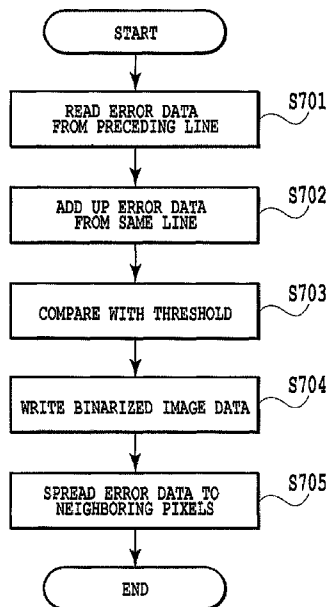 START
S701
READ ERROR DATA
FROM PRECEDING LINE
S702
ADD UP ERROR DATA
FROM SAME LINE
S703
COMPARE WITH THRESHOLD
S704
WRITE BINARIZED IMAGE DATA
S705
SPREAD ERROR DATA TO
NEIGHBORING PIXELS
END